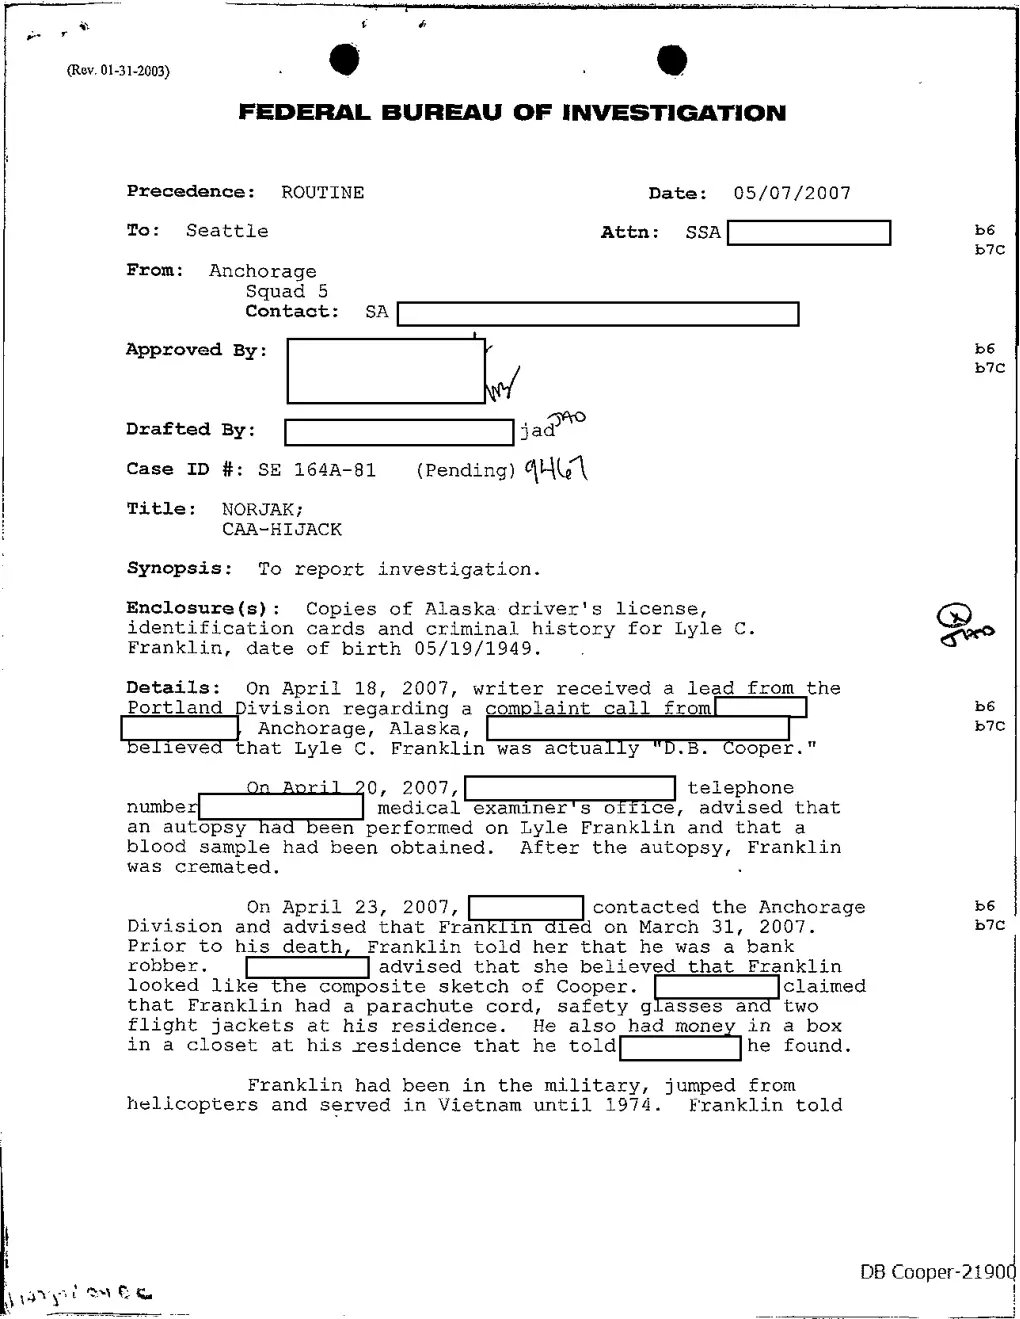 (Rev. 01-31-2003)
FEDERAL BUREAU OF INVESTIGATION
Precedence: ROUTINE Date: 05/07/2007
To: Seattle Attn: SSA b6
b7C
From: Anchorage
Squad 5
Contact: SA
Approved By: b6
b7C
Drafted By: jad JAO
Case ID #: SE 164A-81 (Pending) 9467
Title: NORJAK;
CAA-HIJACK
Synopsis: To report investigation.
Enclosure(s): Copies of Alaska driver's license,
identification cards and criminal history for Lyle C.
Franklin, date of birth 05/19/1949.
Details: On April 18, 2007, writer received a lead from the
Portland Division regarding a complaint call from b6
, Anchorage, Alaska, b7C
believed that Lyle C. Franklin was actually "D.B. Cooper."
On April 20, 2007, telephone
number medical examiner's office, advised that
an autopsy had been performed on Lyle Franklin and that a
blood sample had been obtained. After the autopsy, Franklin
was cremated.
On April 23, 2007, contacted the Anchorage b6
Division and advised that Franklin died on March 31, 2007. b7C
Prior to his death, Franklin told her that he was a bank
robber. advised that she believed that Franklin
looked like the composite sketch of Cooper. claimed
that Franklin had a parachute cord, safety glasses and two
flight jackets at his residence. He also had money in a box
in a closet at his residence that he told he found.
Franklin had been in the military, jumped from
helicopters and served in Vietnam until 1974. Franklin told
DB Cooper-21900